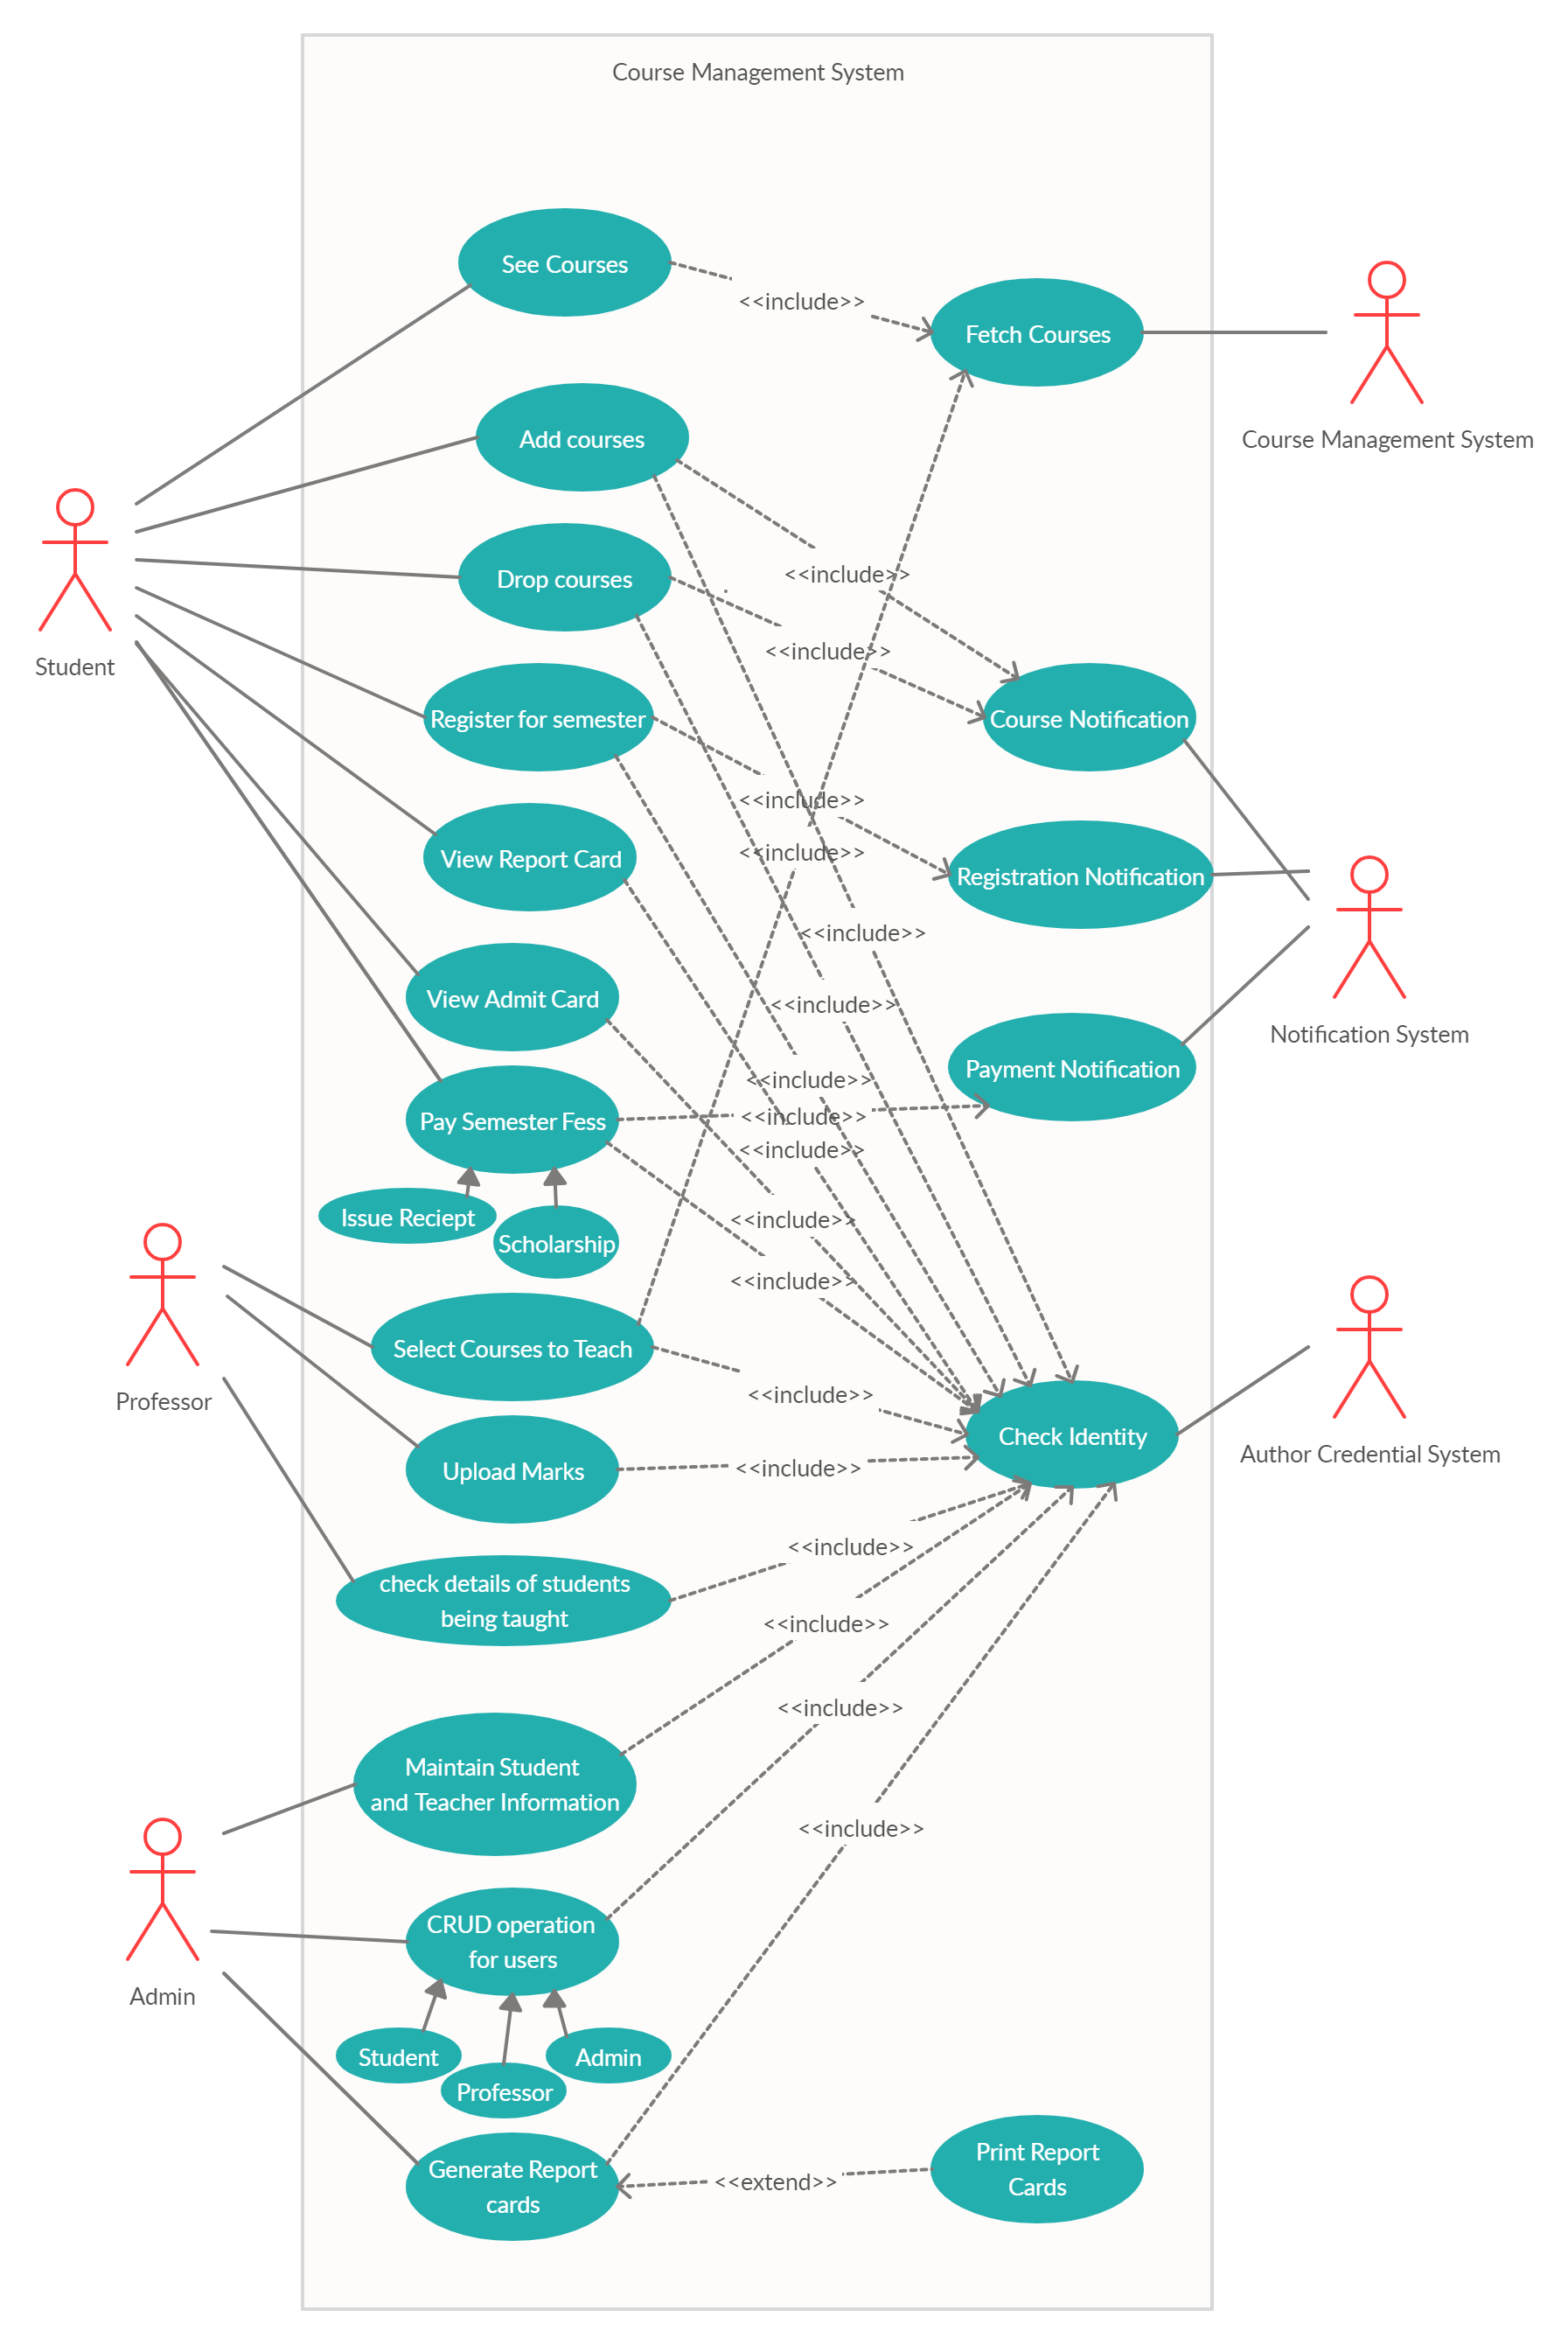 Course Management System
See Courses
<<include>>
Fetch Courses
Course Management System
Add courses
<<include>>
Drop courses
<<include>>
Student
Register for semester
Course Notification
<<include>>
<<include>>
View Report Card
Registration Notification
<<include>>
View Admit Card
<<include>>
Notification System
Payment Notification
<<include>>
Pay Semester Fess
<<include>>
<<include>>
Issue Reciept
<<include>>
Scholarship
<<include>>
Select Courses to Teach
Professor
<<include>>
Check Identity
Author Credential System
Upload Marks
<<include>>
<<include>>
check details of students
being taught
<<include>>
<<include>>
Maintain Student
and Teacher Information
<<include>>
CRUD operation
for users
Admin
Student
Admin
Professor
Generate Report
cards
<<extend>>
Print Report
Cards